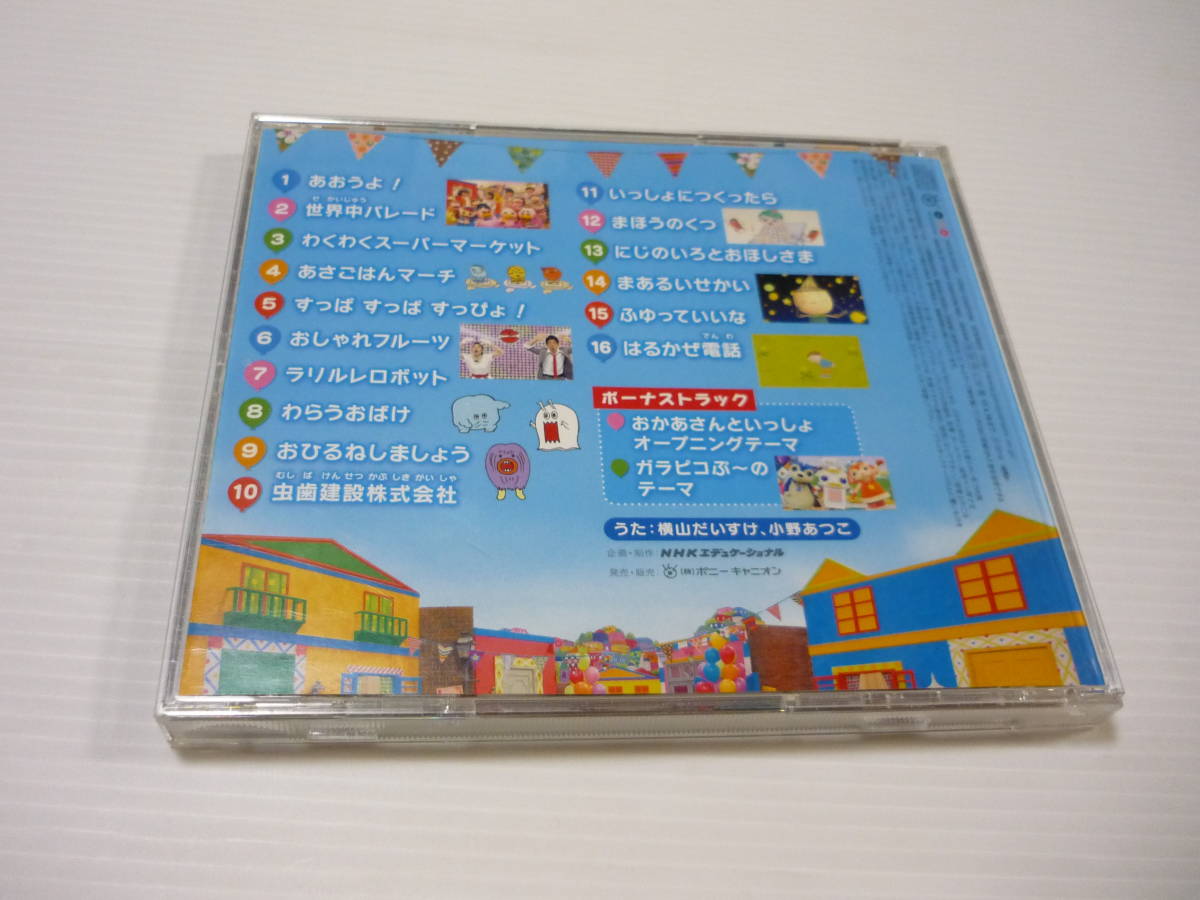 1 あおうよ！
せかいじゅう
2 世界中パレード
3 わくわくスーパーマーケット
4 あさごはんマーチ
5 すっぱ すっぱ すっぴょ！
6 おしゃれフルーツ
7 ラリルレロボット
8 わらうおばけ
9 おひるねしましょう
むしばけんせつかぶしきがいしゃ
10 虫歯建設株式会社
11 いっしょにつくったら
12 まほうのくつ
13 にじのいろとおほしさま
14 まあるいせかい
15 ふゆっていいな
でんわ
16 はるかぜ電話
ボーナストラック
おかあさんといっしょ
オープニングテーマ
ガラピコぷ〜の
テーマ
うた：横山だいすけ、小野あつこ
企画・制作：NHKエデュケーショナル
発売・販売：(株)ポニーキャニオン